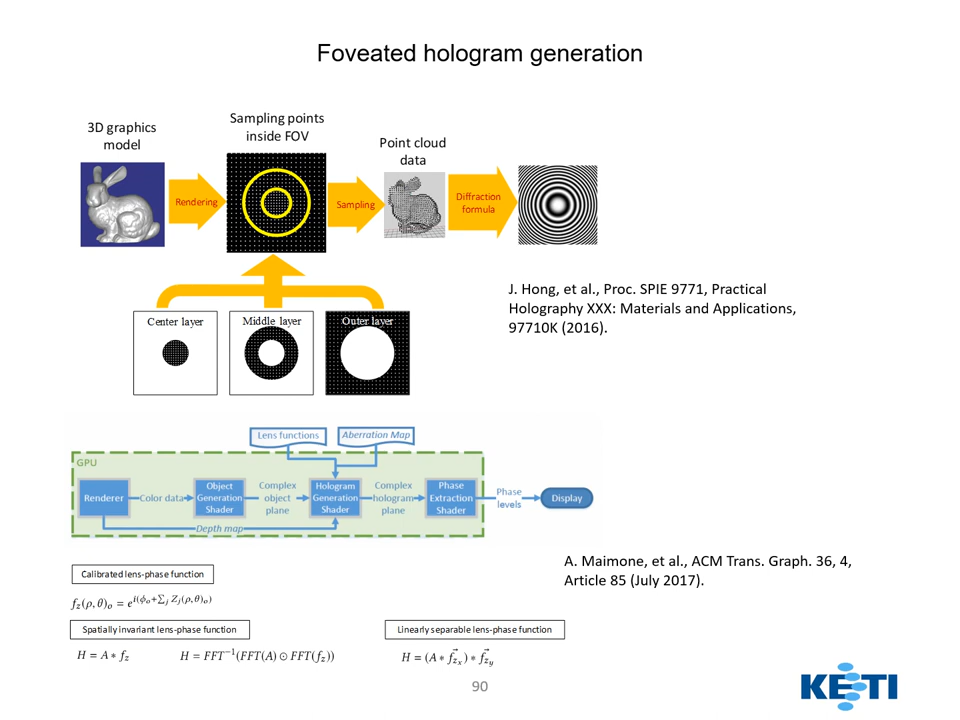 Foveated hologram generation
3D graphics
model
Sampling points
inside FOV
Point cloud
data
Rendering
Sampling
Diffraction
formula
Center layer
Middle layer
Outer layer
J. Hong, et al., Proc. SPIE 9771, Practical
Holography XXX: Materials and Applications,
97710K (2016).
Lens functions
Aberration Map
GPU
Renderer
Color data
Object
Generation
Shader
Complex
object
plane
Hologram
Generation
Shader
Complex
hologram
plane
Phase
Extraction
Shader
Phase
levels
Display
Depth map
A. Maimone, et al., ACM Trans. Graph. 36, 4,
Article 85 (July 2017).
Calibrated lens-phase function
f_z(ρ, θ)_o = e^{i(ϕ_o+∑_j Z_j(ρ,θ)_o)}
Spatially invariant lens-phase function
H = A ∗ f_z
H = FFT^{−1}(FFT(A) ⊙ FFT(f_z))
Linearly separable lens-phase function
H = (A ∗ \vec{f_{z_x}}) ∗ \vec{f_{z_y}}
90
KETI